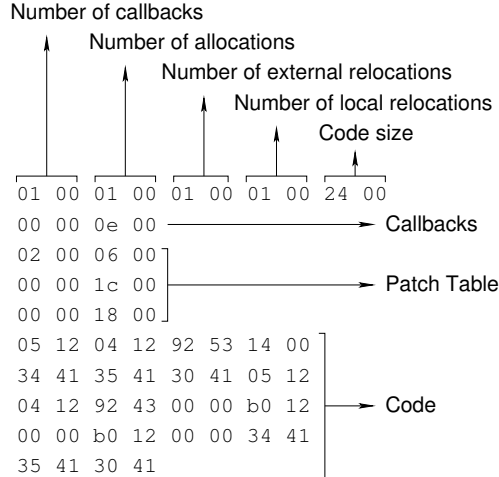 Number of callbacks
Number of allocations
Number of external relocations
Number of local relocations
Code size
01 00 01 00 01 00 01 00 24 00
00 00 0e 00 Callbacks
02 00 06 00
00 00 1c 00 Patch Table
00 00 18 00
05 12 04 12 92 53 14 00
34 41 35 41 30 41 05 12
04 12 92 43 00 00 b0 12 Code
00 00 b0 12 00 00 34 41
35 41 30 41